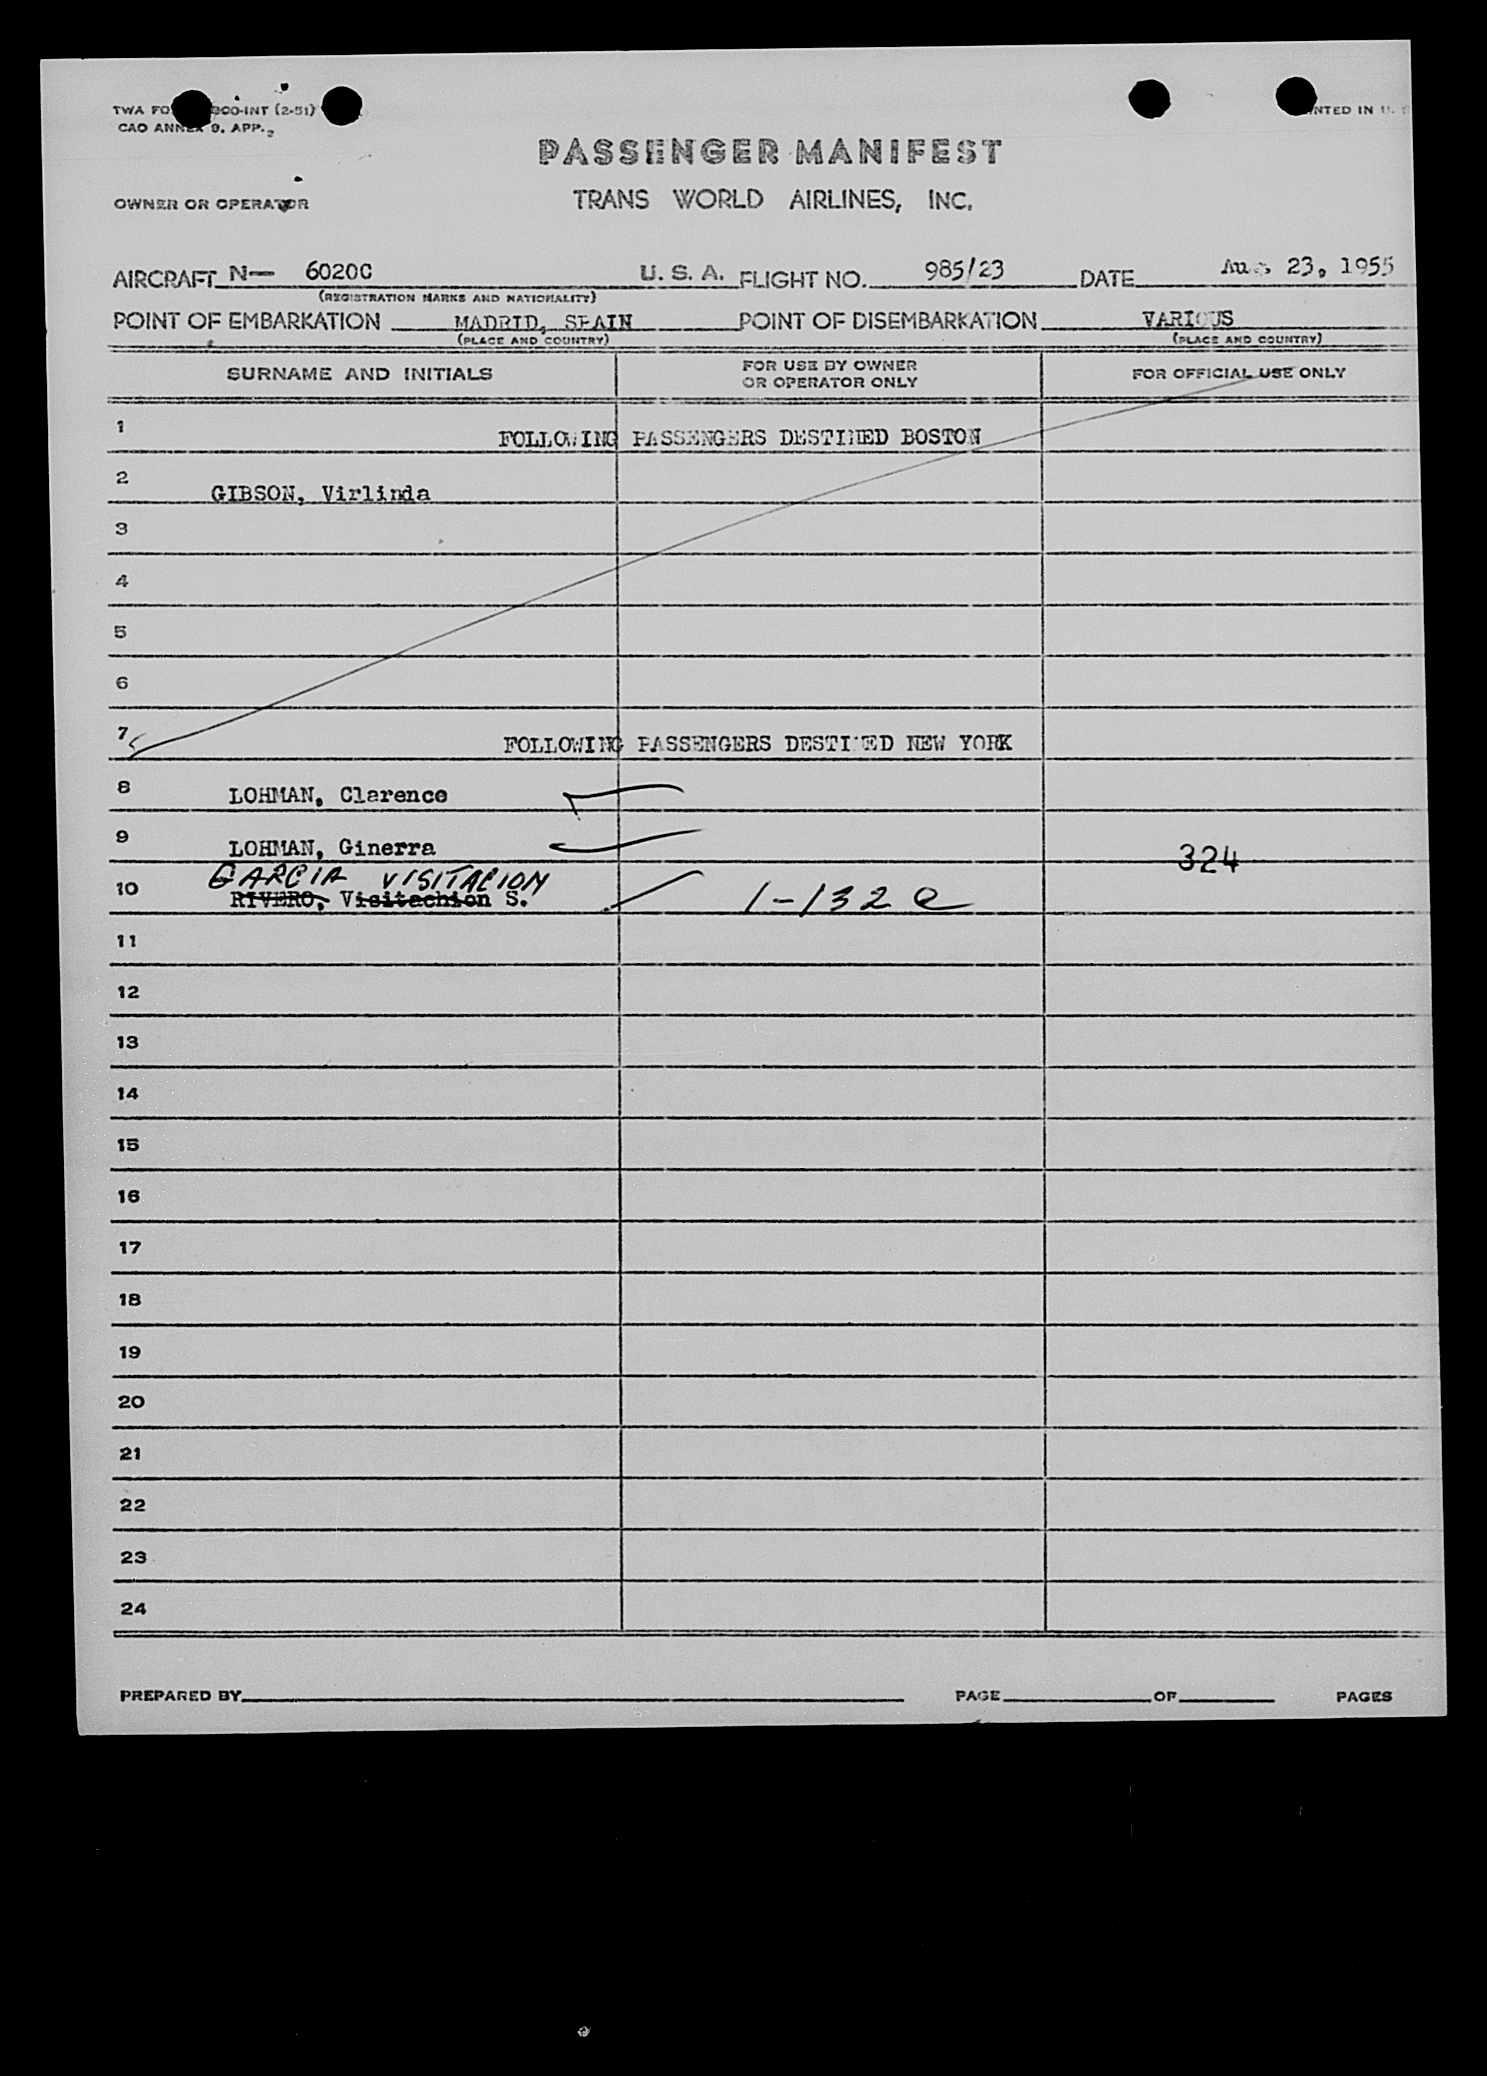 TWA FO 800-INT (2-51)
CAO ANNEX 9, APP. 2
PRINTED IN U.
PASSENGER MANIFEST
OWNER OR OPERATOR
TRANS WORLD AIRLINES, INC.
AIRCRAFT N— 6020C U. S. A. FLIGHT NO. 985/23 DATE Aug. 23, 1955
(REGISTRATION MARKS AND NATIONALITY)
POINT OF EMBARKATION MADRID, SPAIN POINT OF DISEMBARKATION VARIOUS
(PLACE AND COUNTRY) (PLACE AND COUNTRY)
SURNAME AND INITIALS FOR USE BY OWNER OR OPERATOR ONLY FOR OFFICIAL USE ONLY
1 FOLLOWING PASSENGERS DESTINED BOSTON
2 GIBSON, Virlinda
3
4
5
6
7 FOLLOWING PASSENGERS DESTINED NEW YORK
8 LOHMAN, Clarence
9 LOHMAN, Ginerra
324
GARCIA VISITACION
10 RIVERO, Visitachion S. 1-132 a
11
12
13
14
15
16
17
18
19
20
21
22
23
24
PREPARED BY PAGE OF PAGES